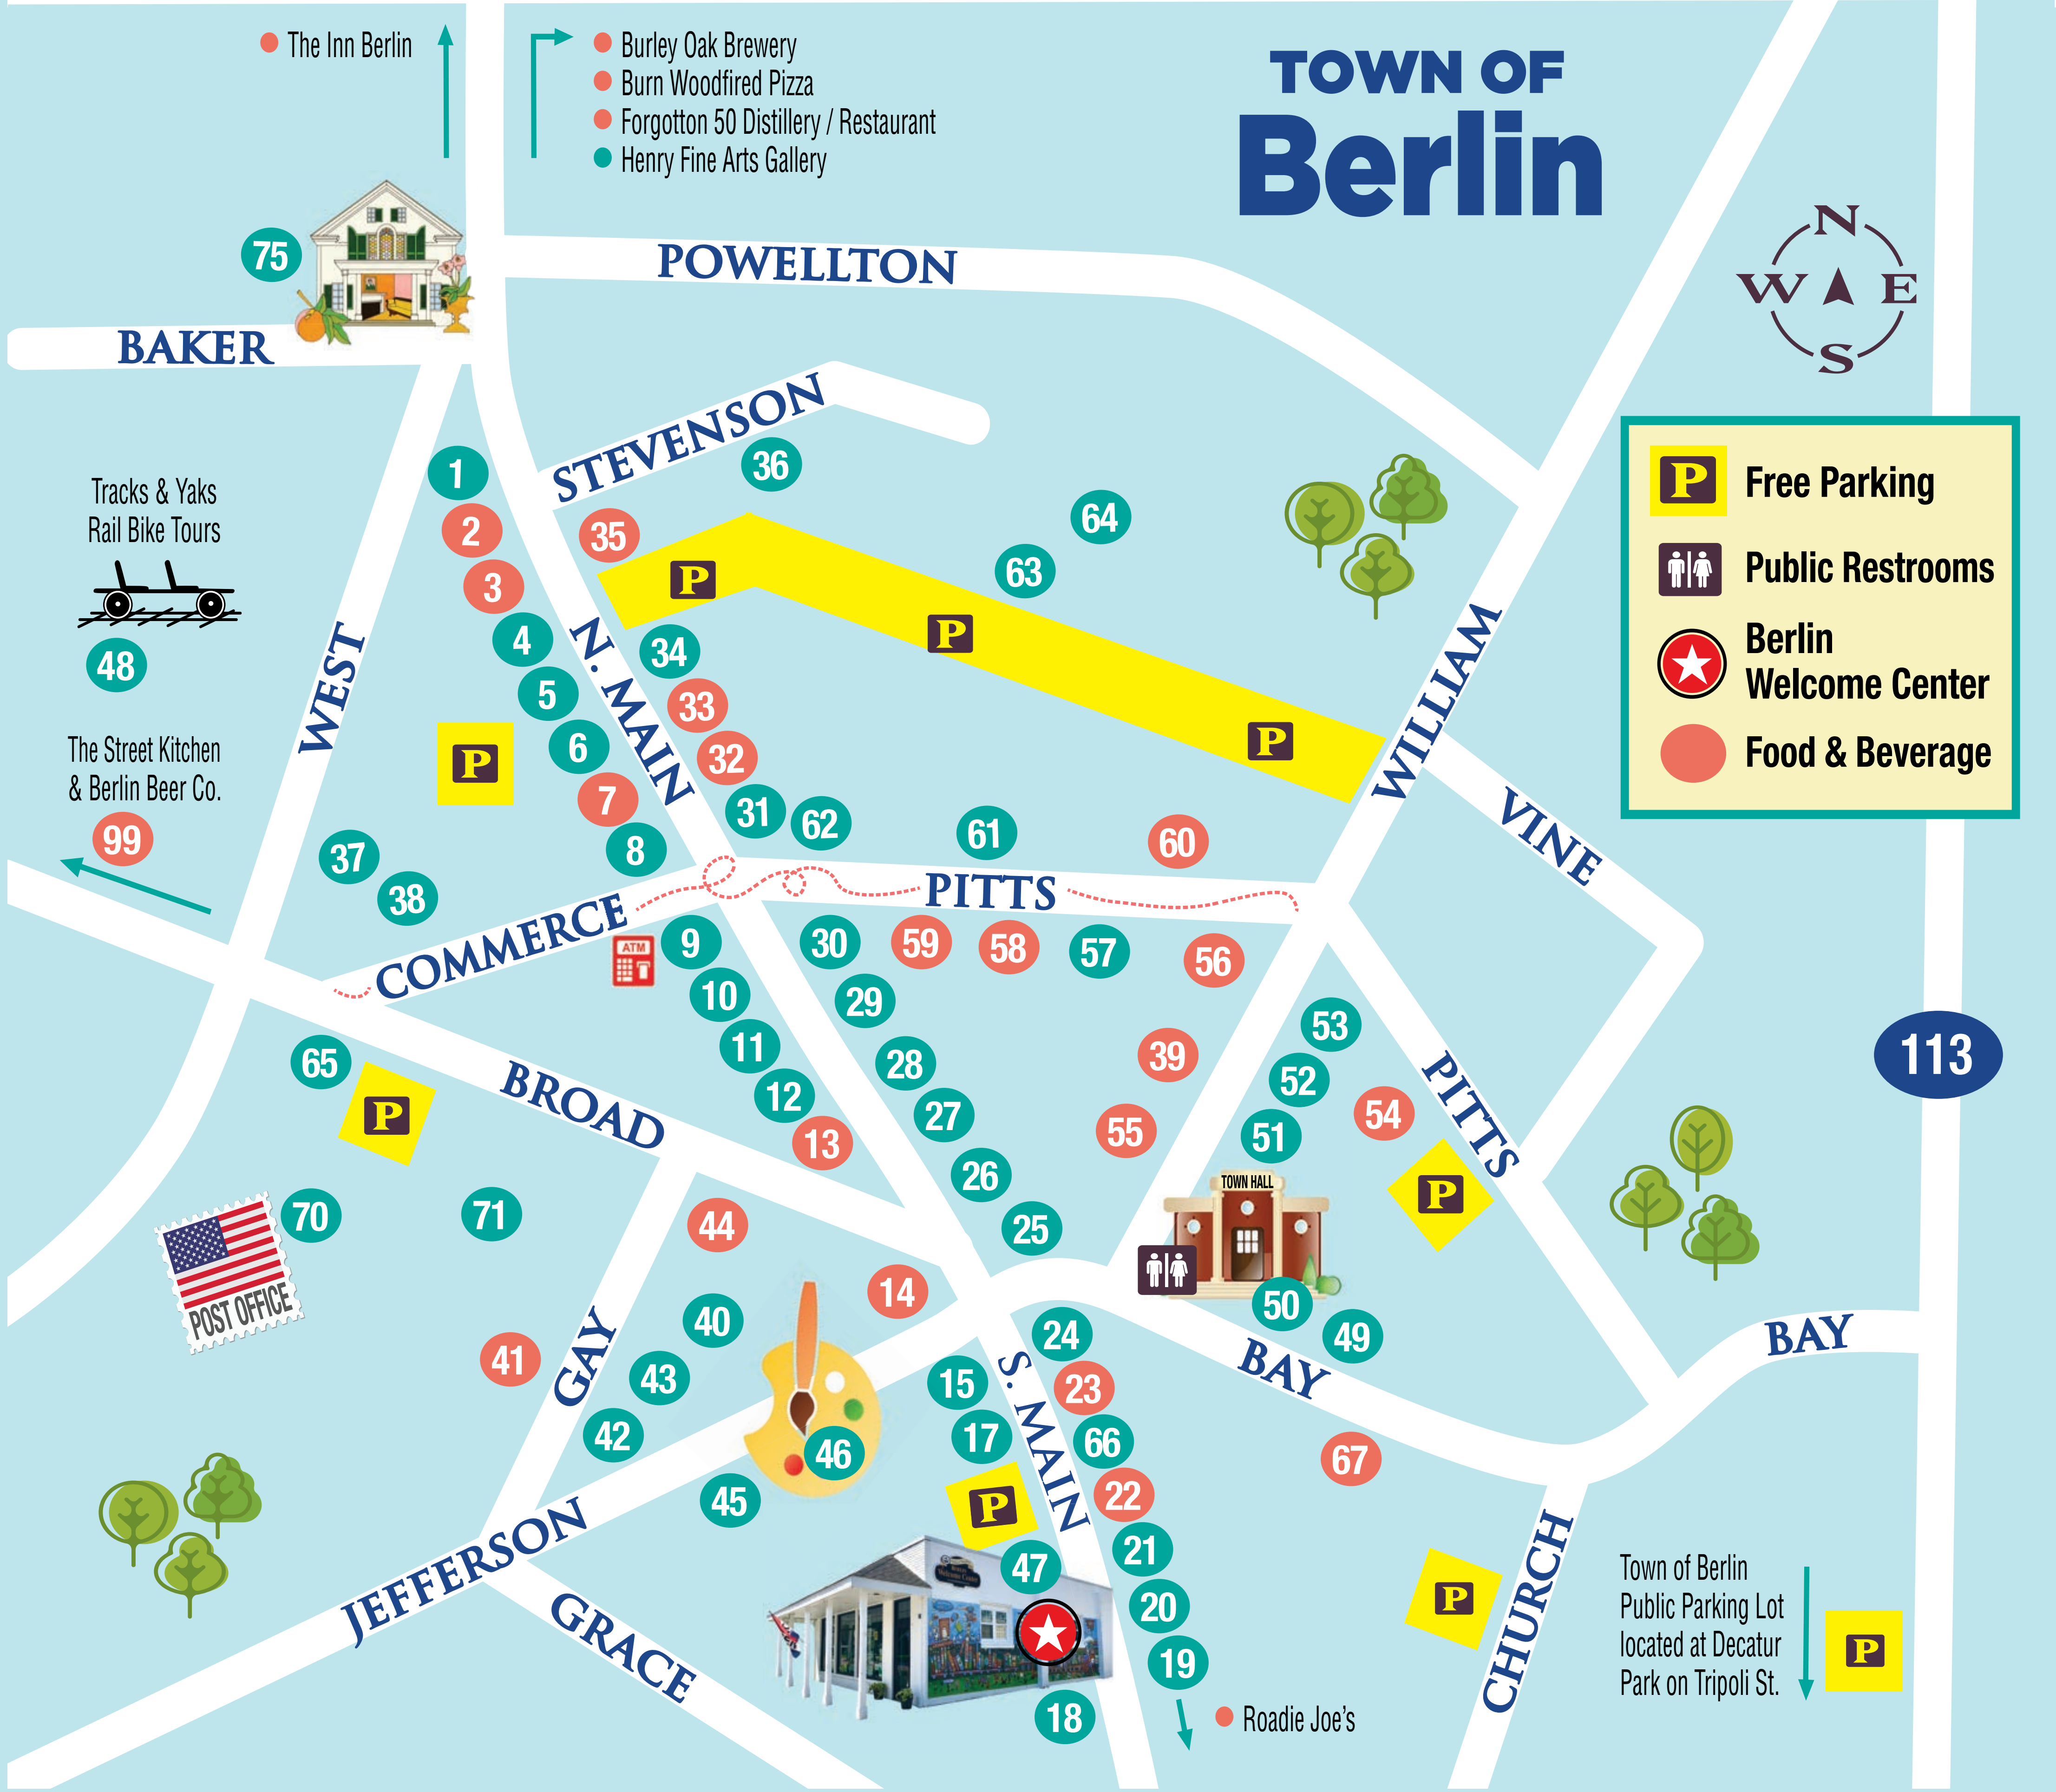 The Inn Berlin
Burley Oak Brewery
Burn Woodfired Pizza
Forgotton 50 Distillery / Restaurant
Henry Fine Arts Gallery
TOWN OF
Berlin
N
W E
S
75
POWELLTON
BAKER
STEVENSON
36
1
2
3
4
5
6
7
8
35
P
P
P
63
64
34
33
32
31
62
61
60
N. MAIN
WEST
WILLIAM
VINE
P
Free Parking
Public Restrooms
Berlin
Welcome Center
Food & Beverage
Tracks & Yaks
Rail Bike Tours
48
The Street Kitchen
& Berlin Beer Co.
99
P
37
38
COMMERCE
PITTS
ATM
9
10
11
12
13
30
59
58
57
56
29
28
27
26
25
39
55
53
52
51
54
PITTS
P
113
65
P
BROAD
70
71
POST OFFICE
44
14
40
41
43
42
GAY
46
45
TOWN HALL
50
49
BAY
BAY
24
23
66
22
21
20
19
15
17
S. MAIN
P
47
18
67
JEFFERSON
GRACE
CHURCH
P
Roadie Joe's
Town of Berlin
Public Parking Lot
located at Decatur
Park on Tripoli St.
P